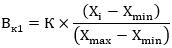 Вк1 = К × (Xi − Xmin) / (Xmax − Xmin)